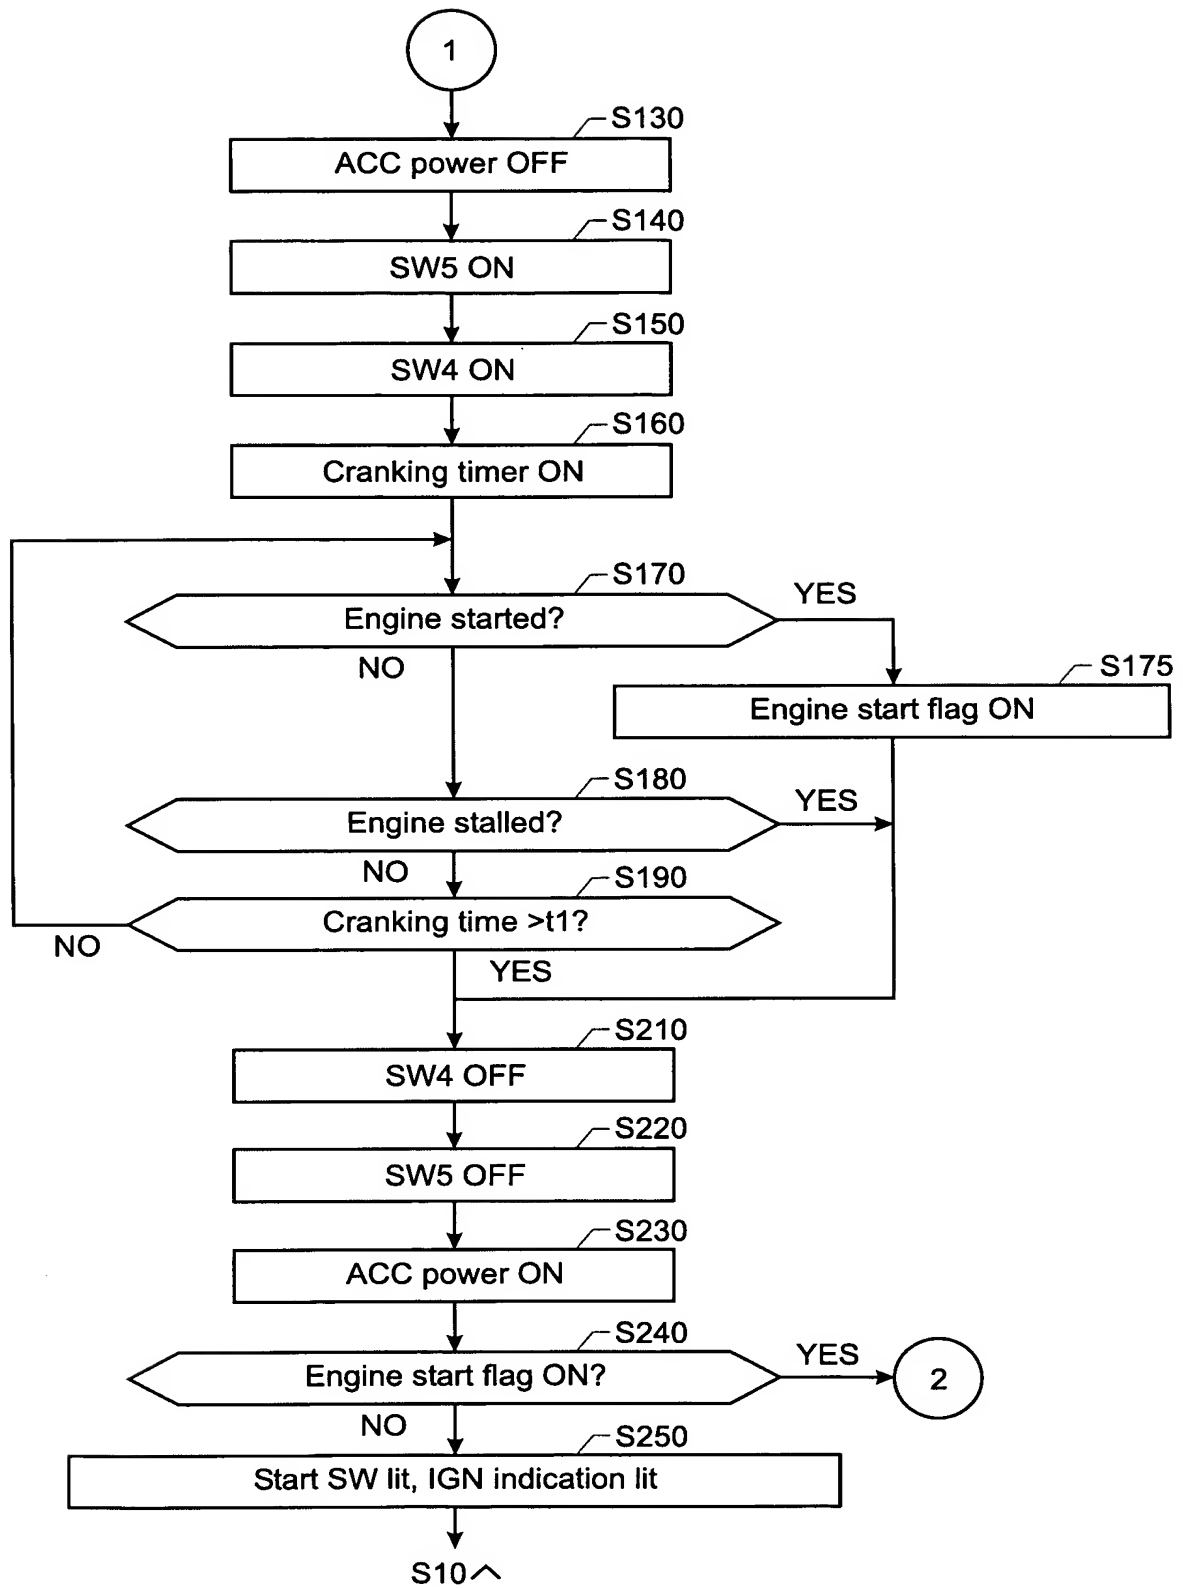 1
S130
ACC power OFF
S140
SW5 ON
S150
SW4 ON
S160
Cranking timer ON
S170
Engine started?
YES
NO
S175
Engine start flag ON
S180
Engine stalled?
YES
NO
S190
Cranking time >t1?
NO
YES
S210
SW4 OFF
S220
SW5 OFF
S230
ACC power ON
S240
Engine start flag ON?
YES
2
NO
S250
Start SW lit, IGN indication lit
S10へ